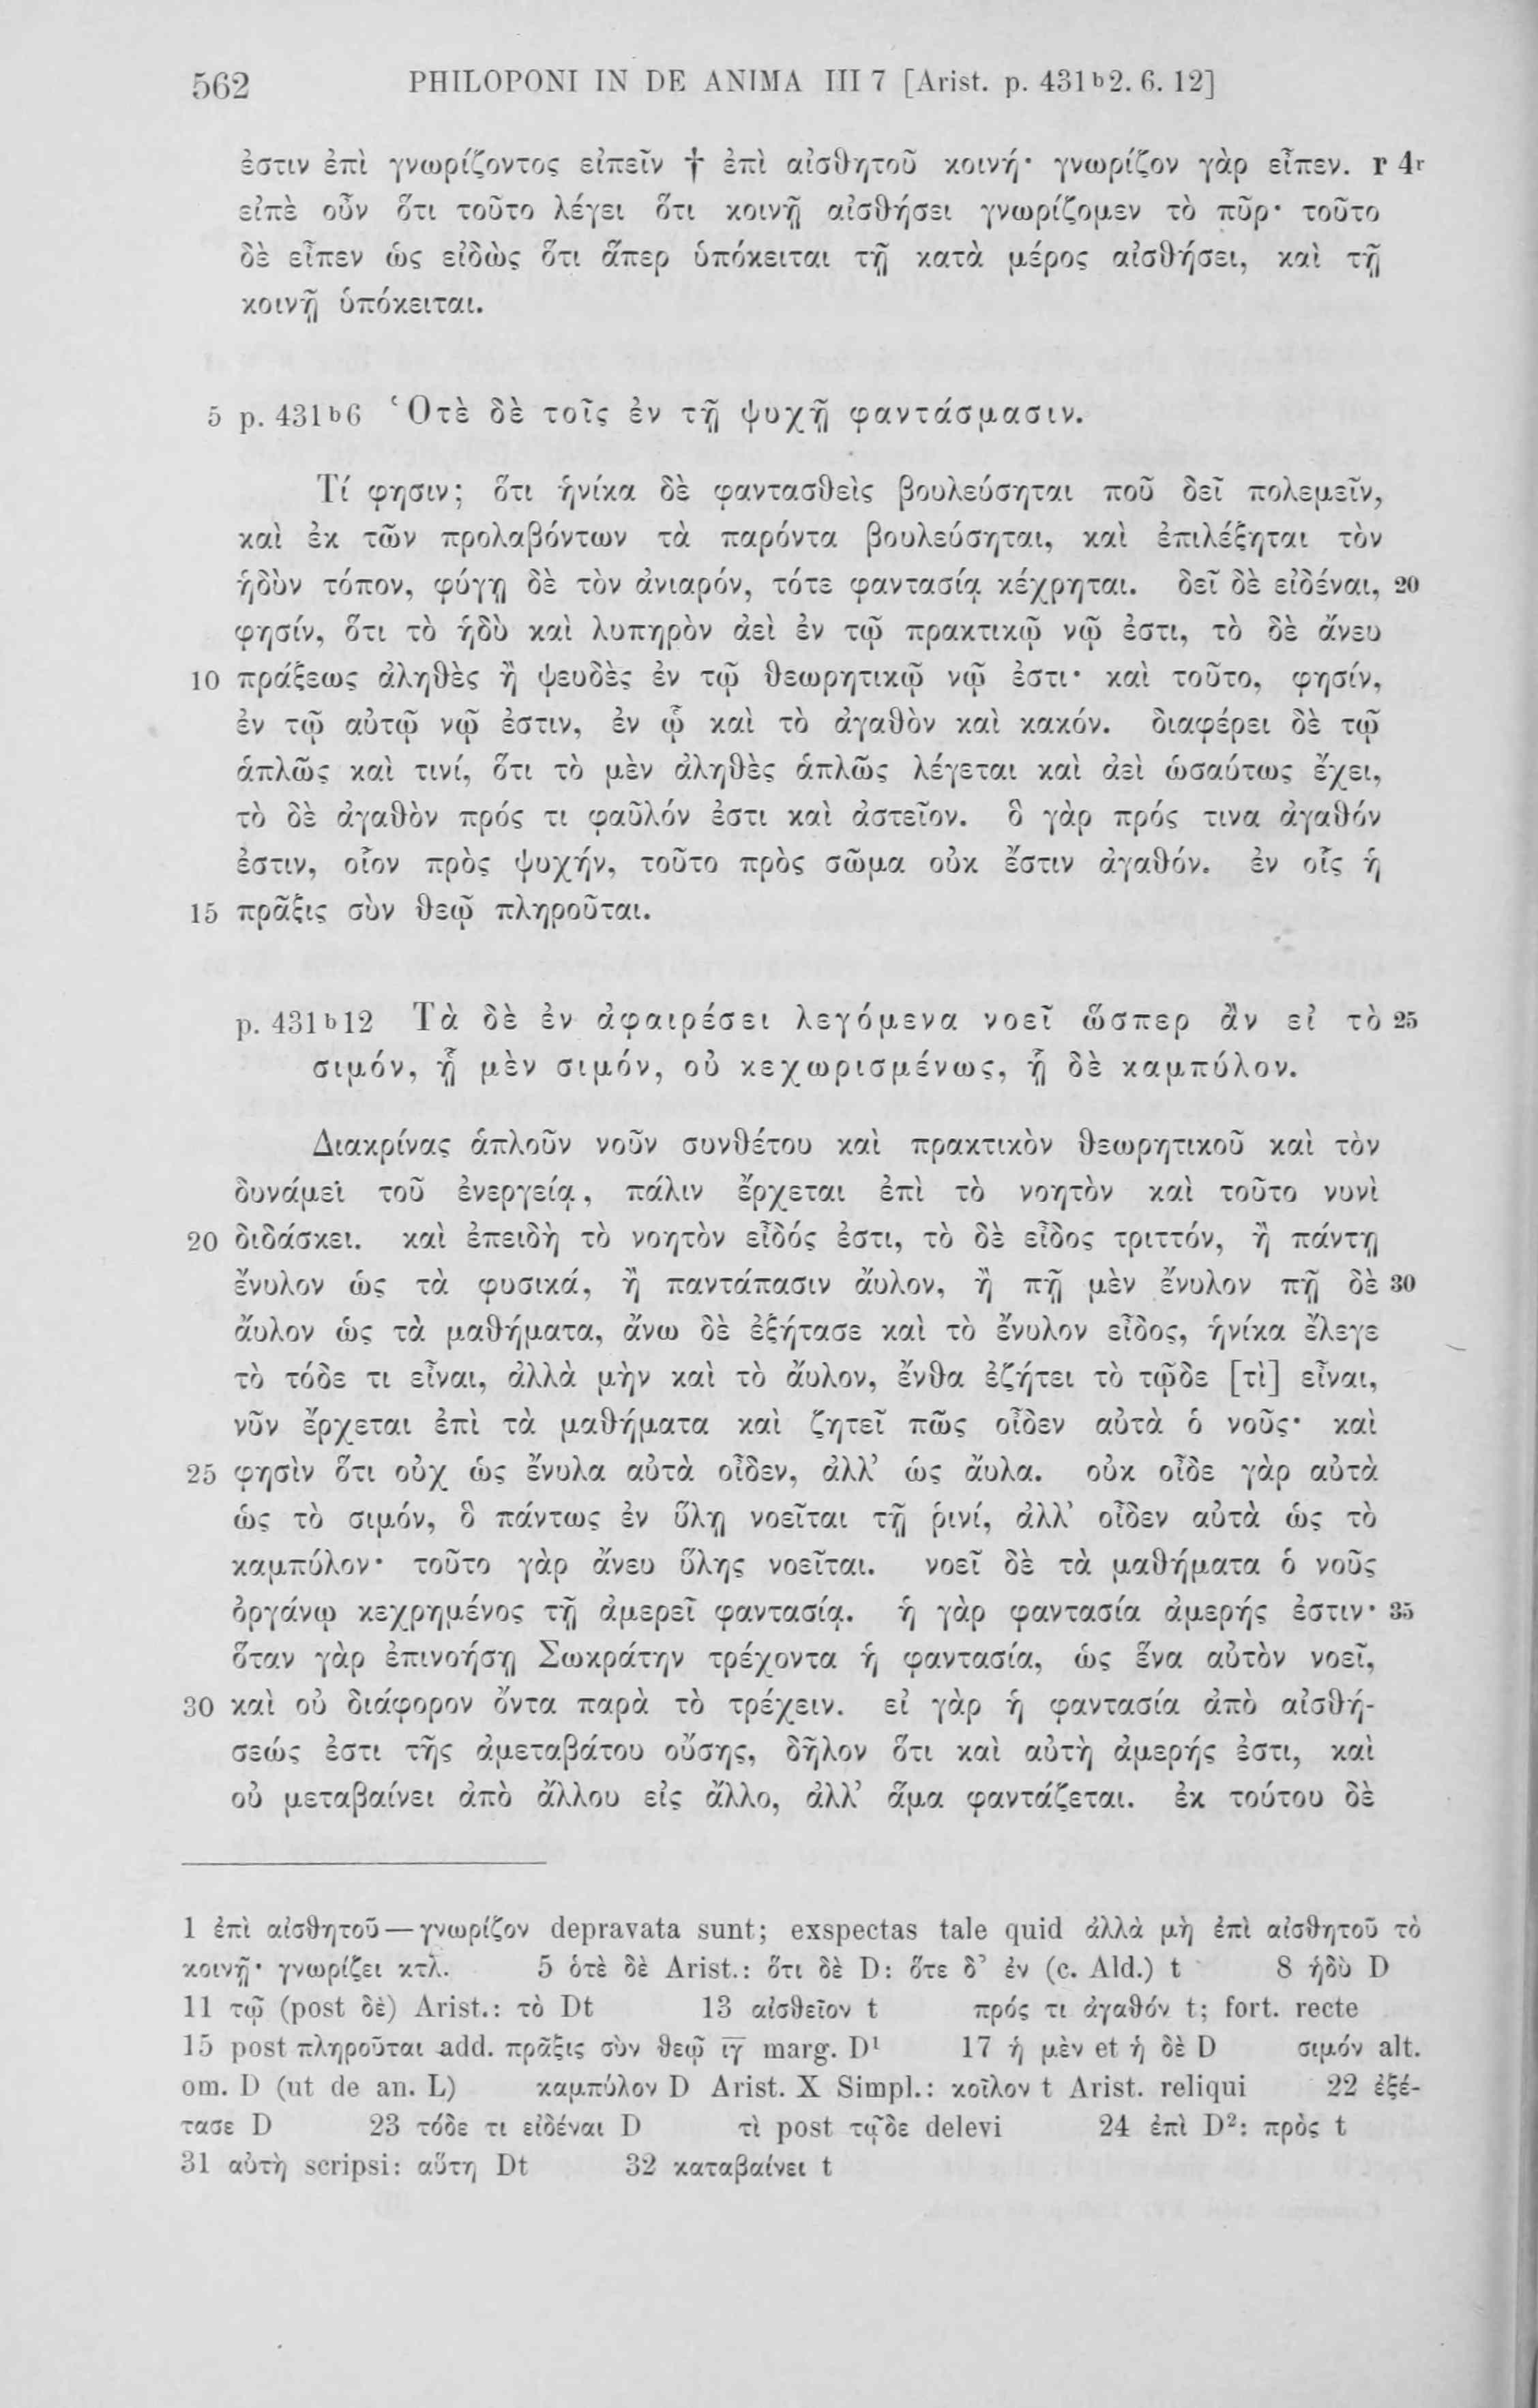 562 PHILOPONI IN DE ANIMA III 7 [Arist. p. 431ᵇ2. 6. 12]
ἐστιν ἐπὶ γνωρίζοντος εἰπεῖν † ἐπὶ αἰσθητοῦ κοινή· γνωρίζον γὰρ εἶπεν. r 4r
εἰπὲ οὖν ὅτι τοῦτο λέγει ὅτι κοινῇ αἰσθήσει γνωρίζομεν τὸ πῦρ· τοῦτο
δὲ εἶπεν ὡς εἰδὼς ὅτι ἅπερ ὑπόκειται τῇ κατὰ μέρος αἰσθήσει, καὶ τῇ
κοινῇ ὑπόκειται.
5 p. 431ᵇ6 Ὁτὲ δὲ τοῖς ἐν τῇ ψυχῇ φαντάσμασιν.
Τί φησιν; ὅτι ἡνίκα δὲ φαντασθεὶς βουλεύσηται ποῦ δεῖ πολεμεῖν,
καὶ ἐκ τῶν προλαβόντων τὰ παρόντα βουλεύσηται, καὶ ἐπιλέξηται τὸν
ἡδὺν τόπον, φύγῃ δὲ τὸν ἀνιαρόν, τότε φαντασίᾳ κέχρηται. δεῖ δὲ εἰδέναι, 20
φησίν, ὅτι τὸ ἡδὺ καὶ λυπηρὸν ἀεὶ ἐν τῷ πρακτικῷ νῷ ἐστι, τὸ δὲ ἄνευ
10 πράξεως ἀληθὲς ἢ ψευδὲς ἐν τῷ θεωρητικῷ νῷ ἐστι· καὶ τοῦτο, φησίν,
ἐν τῷ αὐτῷ νῷ ἐστιν, ἐν ᾧ καὶ τὸ ἀγαθὸν καὶ κακόν. διαφέρει δὲ τῷ
ἁπλῶς καὶ τινί, ὅτι τὸ μὲν ἀληθὲς ἁπλῶς λέγεται καὶ ἀεὶ ὡσαύτως ἔχει,
τὸ δὲ ἀγαθὸν πρός τι φαῦλόν ἐστι καὶ ἀστεῖον. ὃ γὰρ πρός τινα ἀγαθόν
ἐστιν, οἷον πρὸς ψυχήν, τοῦτο πρὸς σῶμα οὐκ ἔστιν ἀγαθόν. ἐν οἷς ἡ
15 πρᾶξις σὺν θεῷ πληροῦται.
p. 431ᵇ12 Τὰ δὲ ἐν ἀφαιρέσει λεγόμενα νοεῖ ὥσπερ ἂν εἰ τὸ 25
σιμόν, ᾗ μὲν σιμόν, οὐ κεχωρισμένως, ᾗ δὲ καμπύλον.
Διακρίνας ἁπλοῦν νοῦν συνθέτου καὶ πρακτικὸν θεωρητικοῦ καὶ τὸν
δυνάμει τοῦ ἐνεργείᾳ, πάλιν ἔρχεται ἐπὶ τὸ νοητὸν καὶ τοῦτο νυνὶ
20 διδάσκει. καὶ ἐπειδὴ τὸ νοητὸν εἶδός ἐστι, τὸ δὲ εἶδος τριττόν, ἢ πάντῃ
ἔνυλον ὡς τὰ φυσικά, ἢ παντάπασιν ἄυλον, ἢ πῇ μὲν ἔνυλον πῇ δὲ 30
ἄυλον ὡς τὰ μαθήματα, ἄνω δὲ ἐξήτασε καὶ τὸ ἔνυλον εἶδος, ἡνίκα ἔλεγε
τὸ τόδε τι εἶναι, ἀλλὰ μὴν καὶ τὸ ἄυλον, ἔνθα ἐζήτει τὸ τῷδε [τὶ] εἶναι,
νῦν ἔρχεται ἐπὶ τὰ μαθήματα καὶ ζητεῖ πῶς οἶδεν αὐτὰ ὁ νοῦς· καὶ
25 φησὶν ὅτι οὐχ ὡς ἔνυλα αὐτὰ οἶδεν, ἀλλ’ ὡς ἄυλα. οὐκ οἶδε γὰρ αὐτὰ
ὡς τὸ σιμόν, ὃ πάντως ἐν ὕλῃ νοεῖται τῇ ῥινί, ἀλλ’ οἶδεν αὐτὰ ὡς τὸ
καμπύλον· τοῦτο γὰρ ἄνευ ὕλης νοεῖται. νοεῖ δὲ τὰ μαθήματα ὁ νοῦς
ὀργάνῳ κεχρημένος τῇ ἀμερεῖ φαντασίᾳ. ἡ γὰρ φαντασία ἀμερής ἐστιν· 35
ὅταν γὰρ ἐπινοήσῃ Σωκράτην τρέχοντα ἡ φαντασία, ὡς ἕνα αὐτὸν νοεῖ,
30 καὶ οὐ διάφορον ὄντα παρὰ τὸ τρέχειν. εἰ γὰρ ἡ φαντασία ἀπὸ αἰσθή-
σεώς ἐστι τῆς ἀμεταβάτου οὔσης, δῆλον ὅτι καὶ αὐτὴ ἀμερής ἐστι, καὶ
οὐ μεταβαίνει ἀπὸ ἄλλου εἰς ἄλλο, ἀλλ’ ἅμα φαντάζεται. ἐκ τούτου δὲ
1 ἐπὶ αἰσθητοῦ — γνωρίζον depravata sunt; exspectas tale quid ἀλλὰ μὴ ἐπὶ αἰσθητοῦ τὸ
κοινῇ· γνωρίζει κτλ. 5 ὁτὲ δὲ Arist.: ὅτι δὲ D: ὅτε δ’ ἐν (c. Ald.) t 8 ἡδὺ D
11 τῷ (post δὲ) Arist.: τὸ Dt 13 αἰσθεῖον t πρός τι ἀγαθόν t; fort. recte
15 post πληροῦται add. πρᾶξις σὺν θεῷ ι̅γ̅ marg. D¹ 17 ἡ μὲν et ἡ δὲ D σιμόν alt.
om. D (ut de an. L) καμπύλον D Arist. X Simpl.: κοῖλον t Arist. reliqui 22 ἐξέ-
τασε D 23 τόδε τι εἰδέναι D τὶ post τῷδε delevi 24 ἐπὶ D²: πρὸς t
31 αὐτὴ scripsi: αὕτη Dt 32 καταβαίνει t